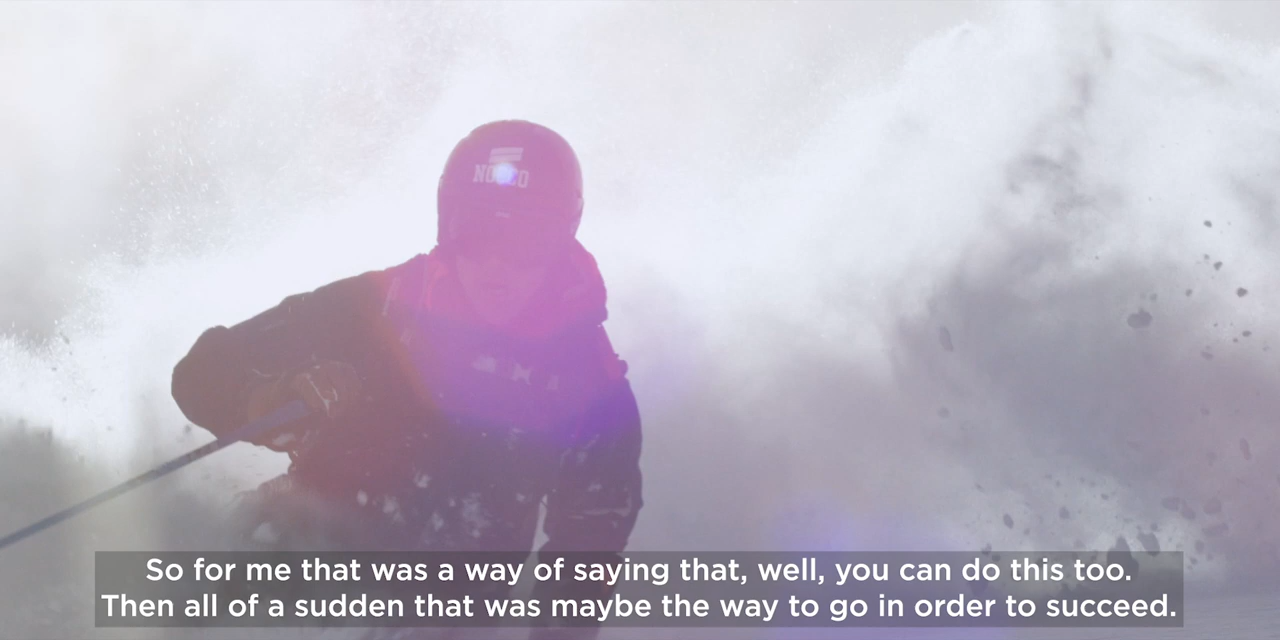 So for me that was a way of saying that, well, you can do this too.
Then all of a sudden that was maybe the way to go in order to succeed.